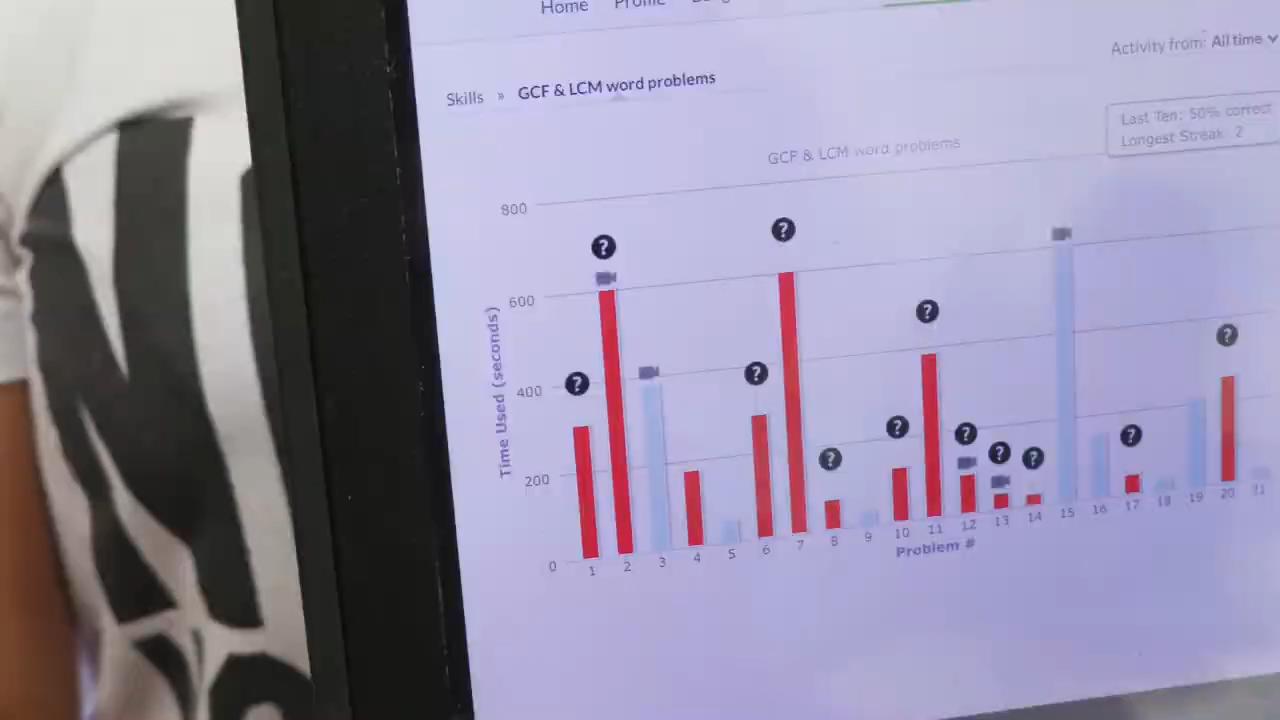 Home Profile
Activity from: All time
Skills » GCF & LCM word problems
Last Ten: 50% correct
Longest Streak: 2
GCF & LCM word problems
800
600
400
200
0
Time Used (seconds)
? ? ? ? ? ? ? ? ? ? ? ?
1 2 3 4 5 6 7 8 9 10 11 12 13 14 15 16 17 18 19 20 21
Problem #